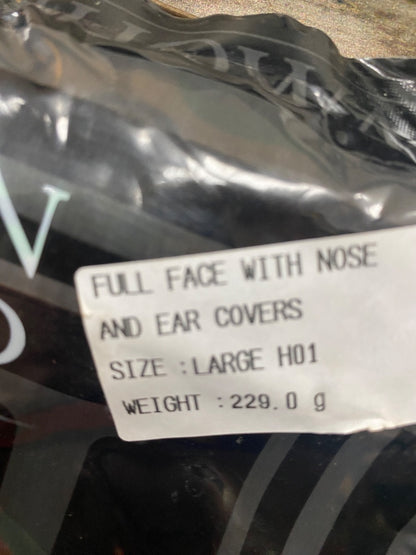 FULL FACE WITH NOSE
AND EAR COVERS
SIZE :LARGE H01
WEIGHT :229.0 g